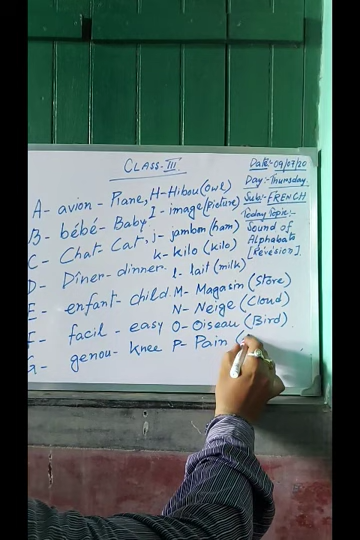 CLASS-III
Date:-09/07/20
Day:-Thursday
Sub:-FRENCH
Today Topic:-
Sound of
Alphabate
[Révision]
A- avion - Plane,
B- bébé- Baby
C- Chat- Cat,
D- Dîner- dinner.
E- enfant- child.
F- facil - easy
G- genou- Knee
H-Hibou (Owl)
I - image (picture)
j- jambon (ham)
k- kilo (kilo)
l- lait (milk)
M- Magasin (Store)
N- Neige (Cloud)
O- Oiseau (Bird)
P- Pain (